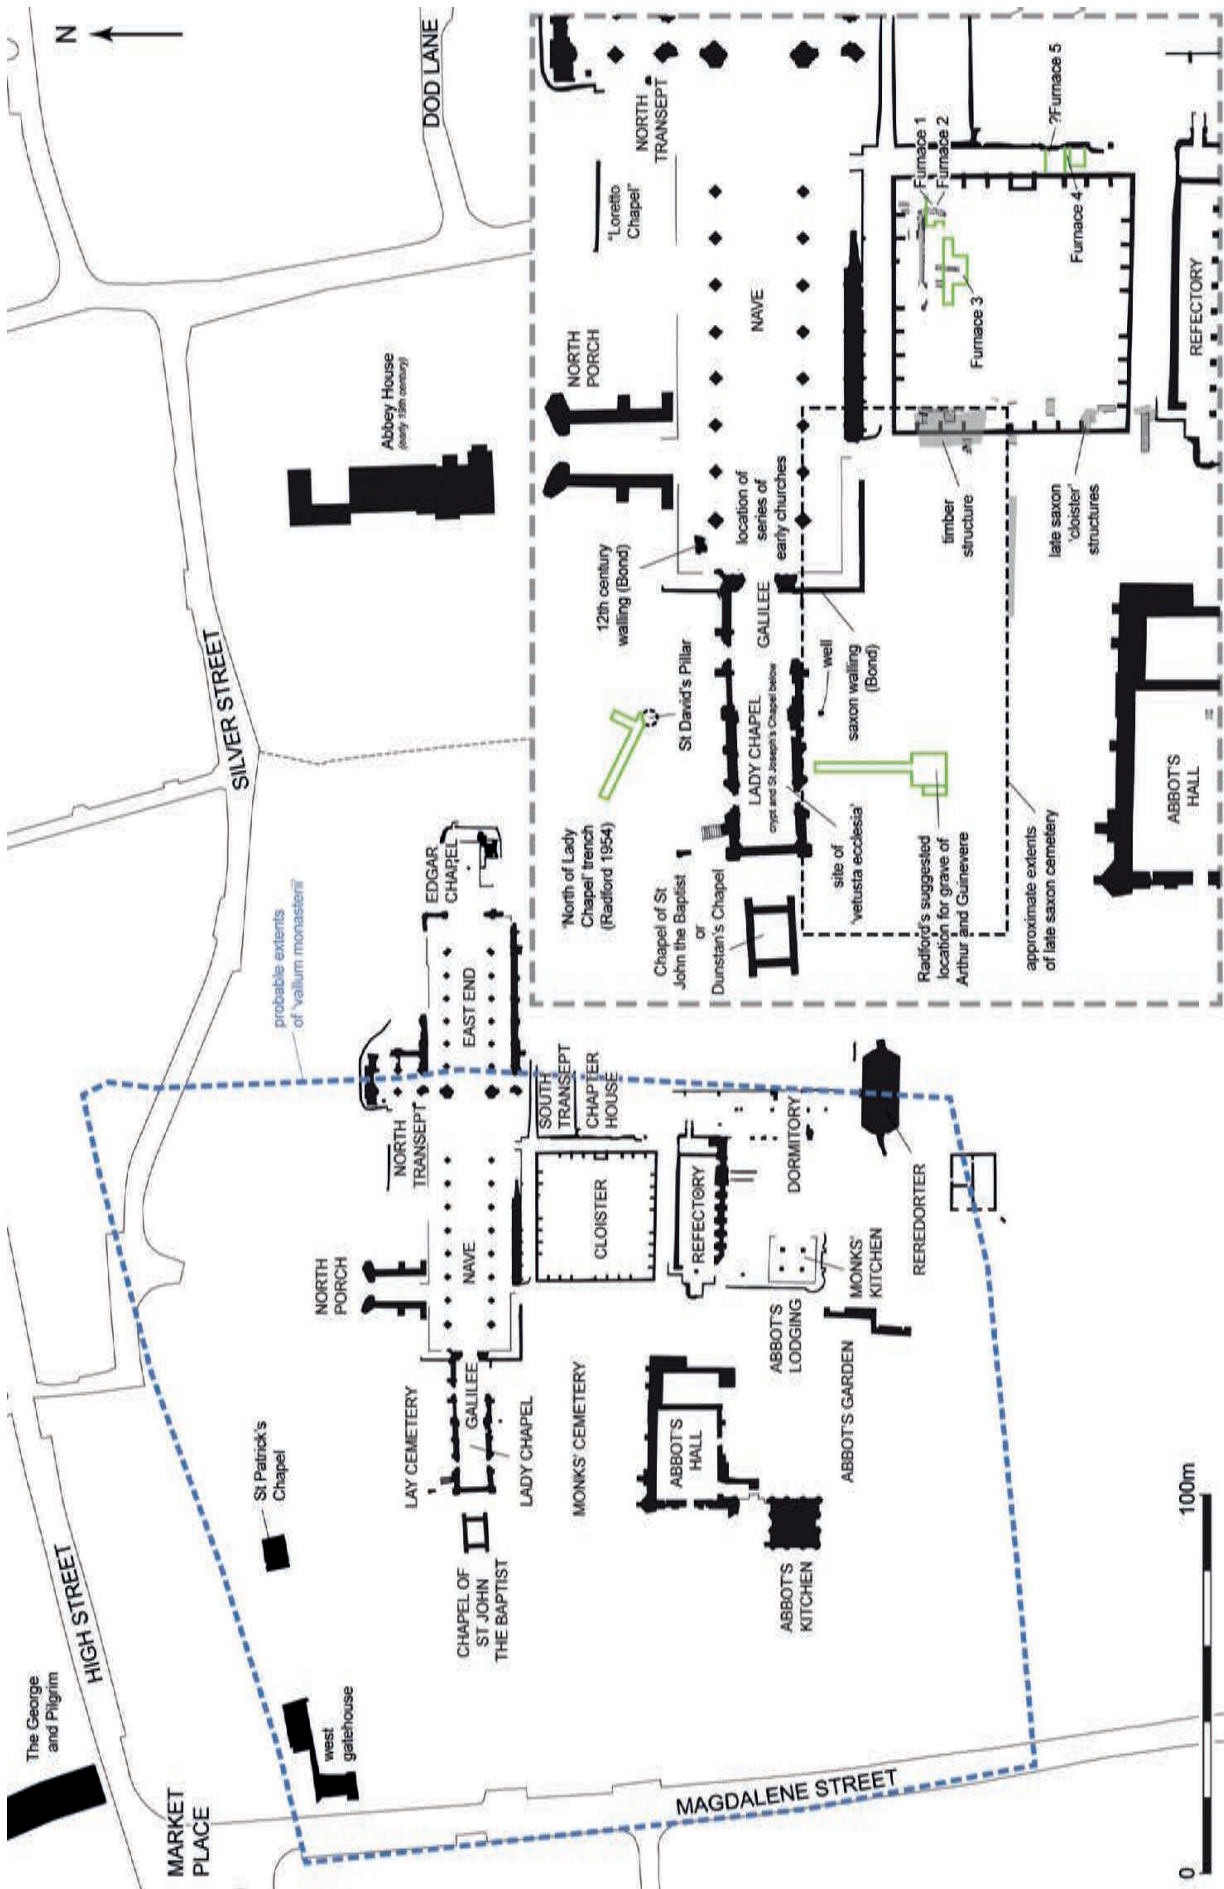 N
DOD LANE
SILVER STREET
HIGH STREET
The George
and Pilgrim
MARKET
PLACE
west
gatehouse
St Patrick's
Chapel
MAGDALENE STREET
probable extents
of 'vallum monasterii'
Abbey House
(early 19th century)
NORTH
PORCH
NORTH
TRANSEPT
EAST END
EDGAR
CHAPEL
NAVE
LAY CEMETERY
GALILEE
LADY CHAPEL
CHAPEL OF
ST JOHN
THE BAPTIST
MONKS' CEMETERY
SOUTH
TRANSEPT
CHAPTER
HOUSE
CLOISTER
REFECTORY
DORMITORY
REREDORTER
MONKS'
KITCHEN
ABBOT'S
LODGING
ABBOT'S GARDEN
ABBOT'S
HALL
ABBOT'S
KITCHEN
0
100m
NORTH
TRANSEPT
"Loretto
Chapel"
NORTH
PORCH
NAVE
12th century
walling (Bond)
location of
series of
early churches
St David's Pillar
'North of Lady
Chapel' trench
(Radford 1954)
GALILEE
LADY CHAPEL
crypt and St Joseph's Chapel below
Chapel of St
John the Baptist
or
Dunstan's Chapel
well
saxon walling
(Bond)
site of
'vetusta ecclesia'
Radford's suggested
location for grave of
Arthur and Guinevere
approximate extents
of late saxon cemetery
timber
structure
late saxon
'cloister'
structures
Furnace 1
Furnace 2
Furnace 3
Furnace 4
?Furnace 5
REFECTORY
ABBOT'S
HALL